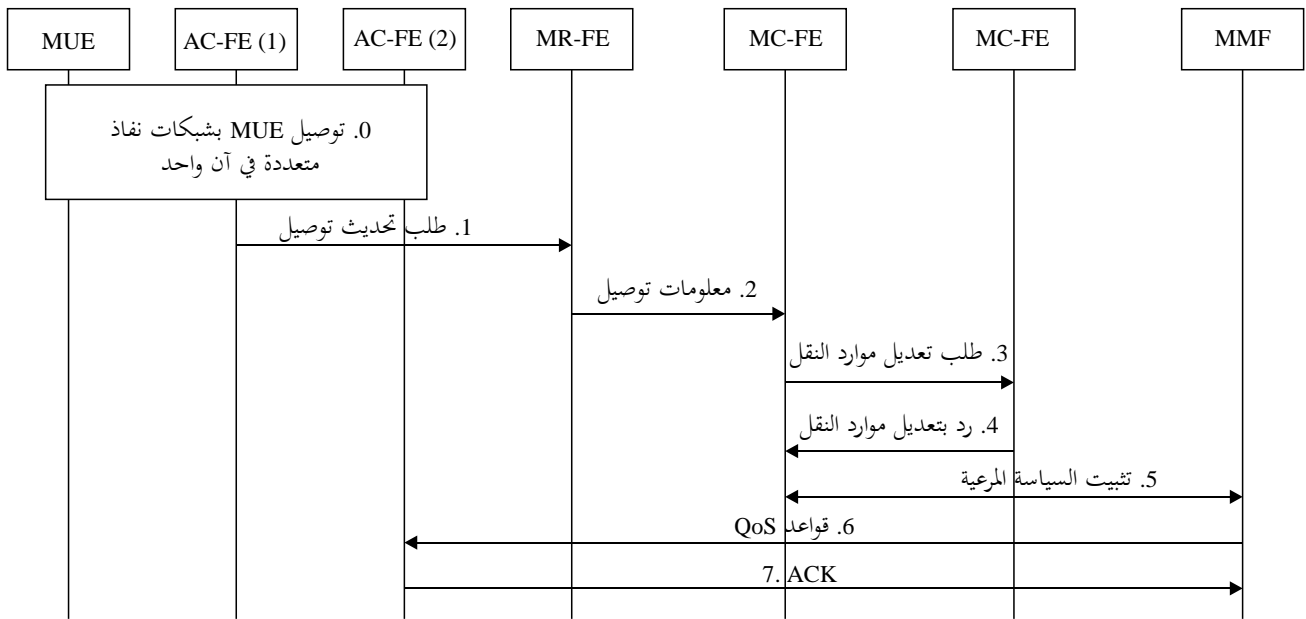 MUE
AC-FE (1)
AC-FE (2)
MR-FE
MC-FE
MC-FE
MMF
0. توصيل MUE بشبكات نفاذ
متعددة في آن واحد
1. طلب تحديث توصيل
2. معلومات توصيل
3. طلب تعديل موارد النقل
4. رد بتعديل موارد النقل
5. تثبيت السياسة المرعية
6. قواعد QoS
7. ACK